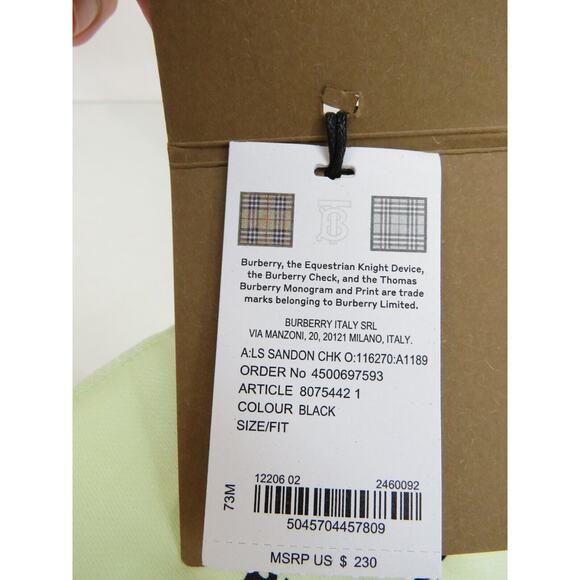 Burberry, the Equestrian Knight Device,
the Burberry Check, and the Thomas
Burberry Monogram and Print are trade
marks belonging to Burberry Limited.
BURBERRY ITALY SRL
VIA MANZONI, 20, 20121 MILANO, ITALY.
A:LS SANDON CHK O:116270:A1189
ORDER No 4500697593
ARTICLE 8075442 1
COLOUR BLACK
SIZE/FIT
73M
12206 02 2460092
5045704457809
MSRP US $ 230